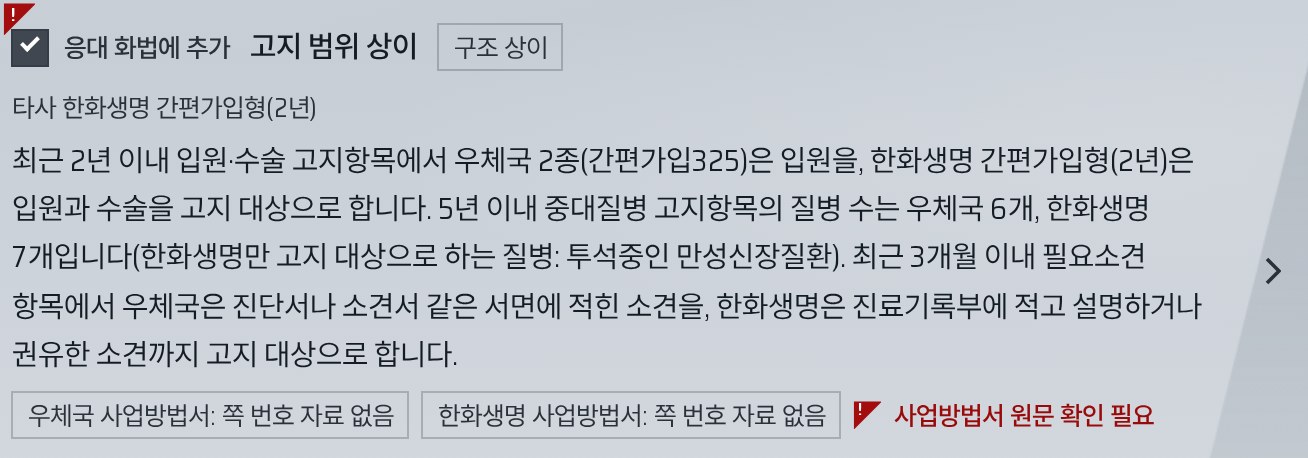 응대 화법에 추가 고지 범위 상이 구조 상이
타사 한화생명 간편가입형(2년)
최근 2년 이내 입원·수술 고지항목에서 우체국 2종(간편가입325)은 입원을, 한화생명 간편가입형(2년)은
입원과 수술을 고지 대상으로 합니다. 5년 이내 중대질병 고지항목의 질병 수는 우체국 6개, 한화생명
7개입니다(한화생명만 고지 대상으로 하는 질병: 투석중인 만성신장질환). 최근 3개월 이내 필요소견
항목에서 우체국은 진단서나 소견서 같은 서면에 적힌 소견을, 한화생명은 진료기록부에 적고 설명하거나
권유한 소견까지 고지 대상으로 합니다.
우체국 사업방법서: 쪽 번호 자료 없음 한화생명 사업방법서: 쪽 번호 자료 없음 ! 사업방법서 원문 확인 필요